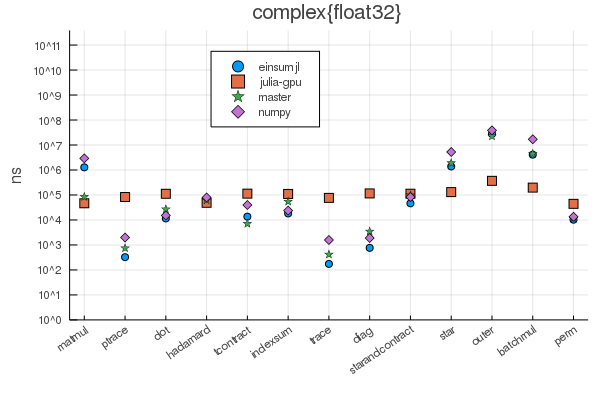 complex{float32}
einsumjl
julia-gpu
master
numpy
ns
10^11
10^10
10^9
10^8
10^7
10^6
10^5
10^4
10^3
10^2
10^1
10^0
matmul
ptrace
dot
hadamard
tcontract
indexsum
trace
diag
starandcontract
star
outer
batchmul
perm